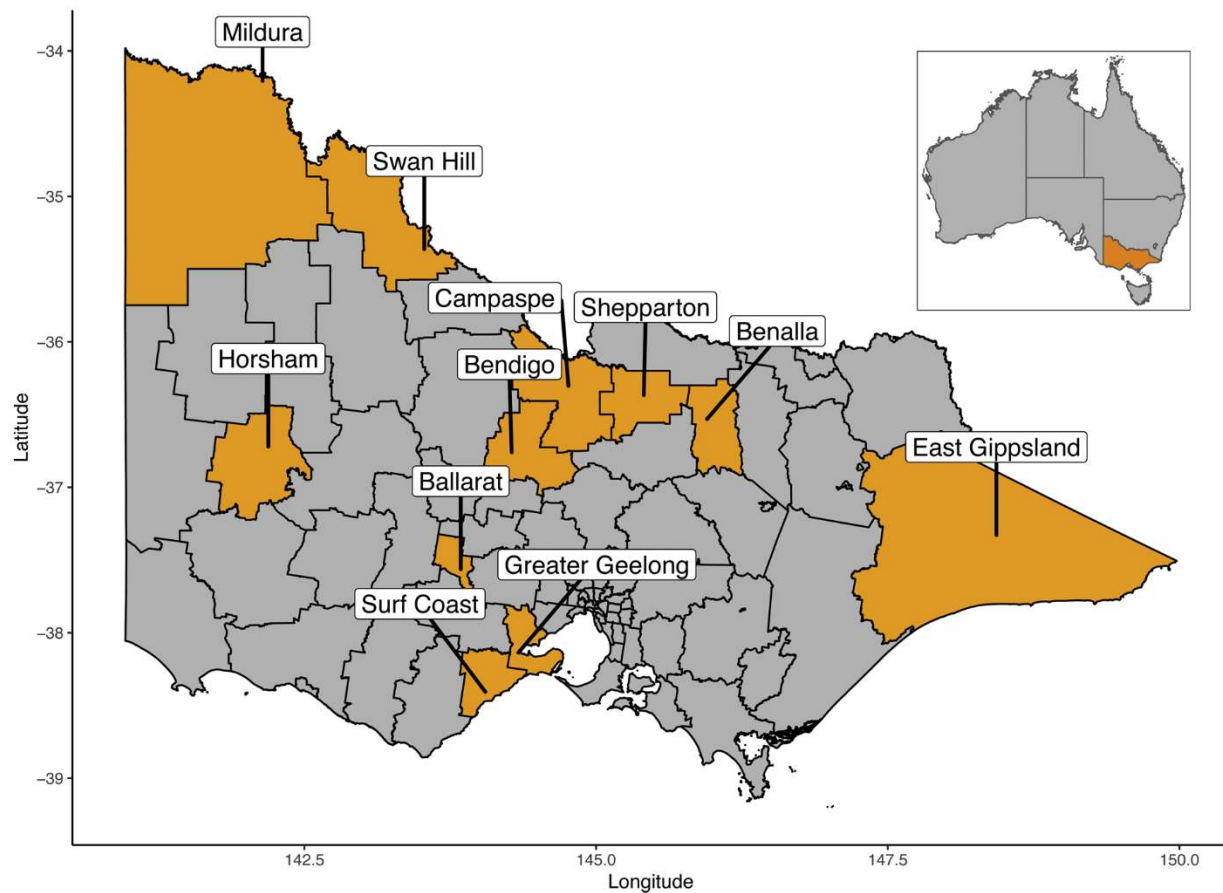 Mildura
−34
Swan Hill
−35
Campaspe
Shepparton
Benalla
−36
Horsham
Bendigo
East Gippsland
Latitude
−37
Ballarat
Greater Geelong
Surf Coast
−38
−39
142.5
145.0
147.5
150.0
Longitude